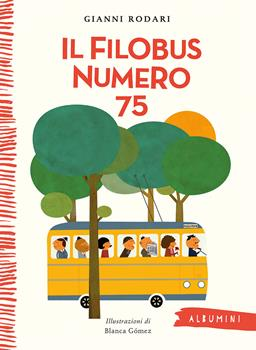 GIANNI RODARI
IL FILOBUS
NUMERO
75
Illustrazioni di
Blanca Gómez
ALBUMINI